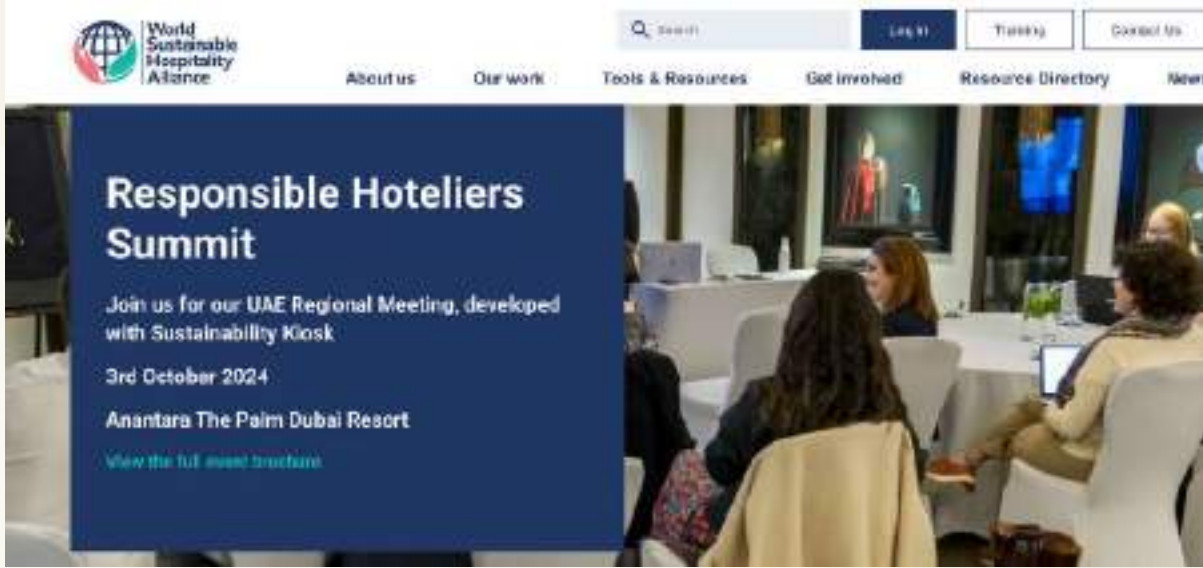 World
Sustainable
Hospitality
Alliance
Search
Log In
Training
Contact Us
About us
Our work
Tools & Resources
Get involved
Resource Directory
News
Responsible Hoteliers
Summit
Join us for our UAE Regional Meeting, developed
with Sustainability Kiosk
3rd October 2024
Anantara The Palm Dubai Resort
View the full event brochure